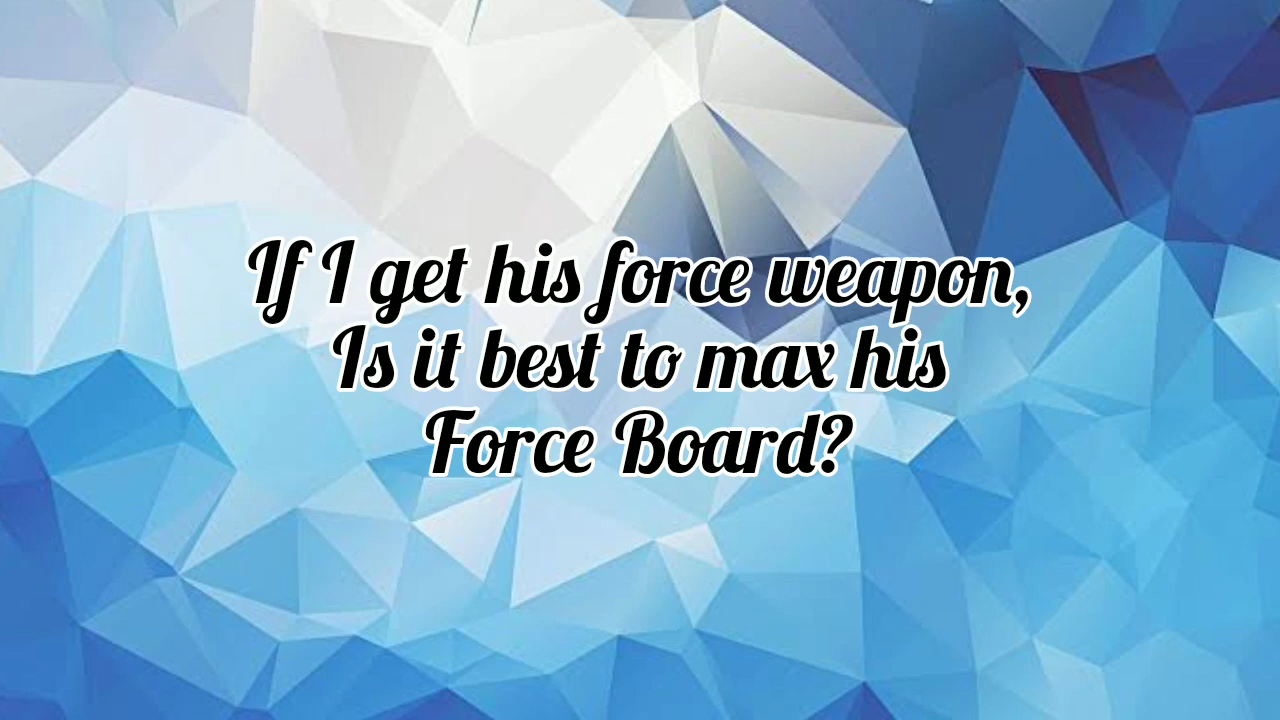 If I get his force weapon,
Is it best to max his
Force Board?